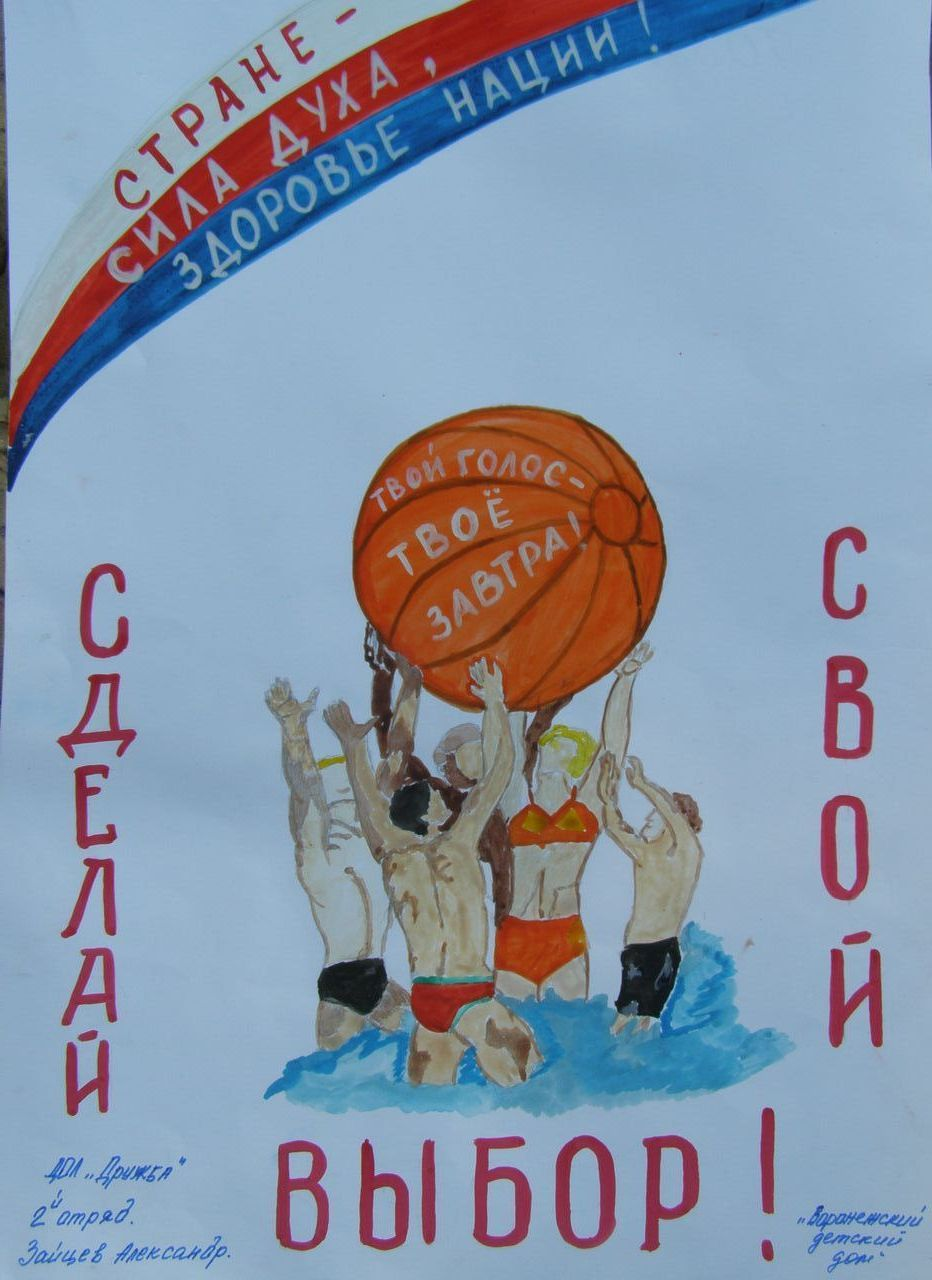 СТРАНЕ-
СИЛА ДУХА,
ЗДОРОВЬЕ НАЦИИ!
ТВОЙ ГОЛОС-
ТВОЁ
ЗАВТРА!
СДЕЛАЙ
СВОЙ
ВЫБОР!
ДОЛ „Дружба"
2й отряд.
Зайцев Александр.
„Воронежский
детский
дом"